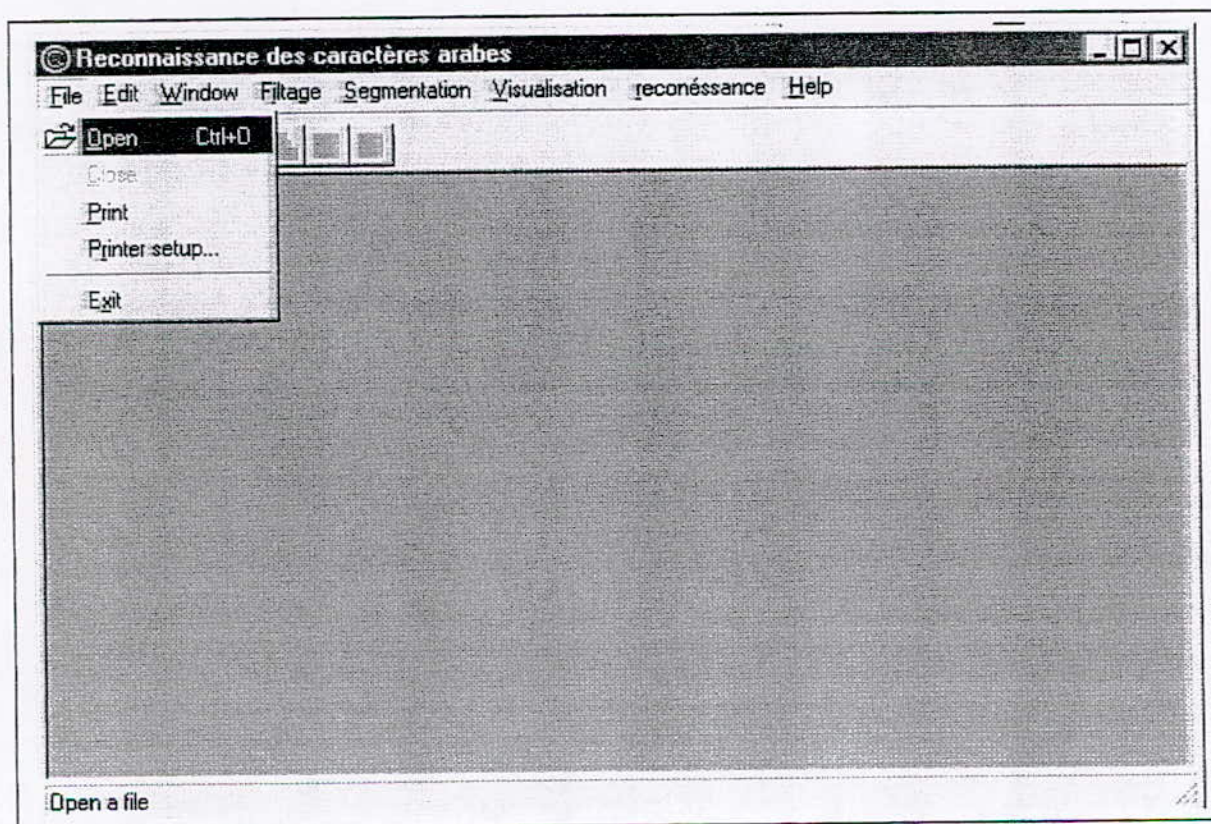 Reconnaissance des caractères arabes
File Edit Window Filtage Segmentation Visualisation reconéssance Help
Open Ctrl+O
Close
Print
Printer setup...
Exit
Open a file